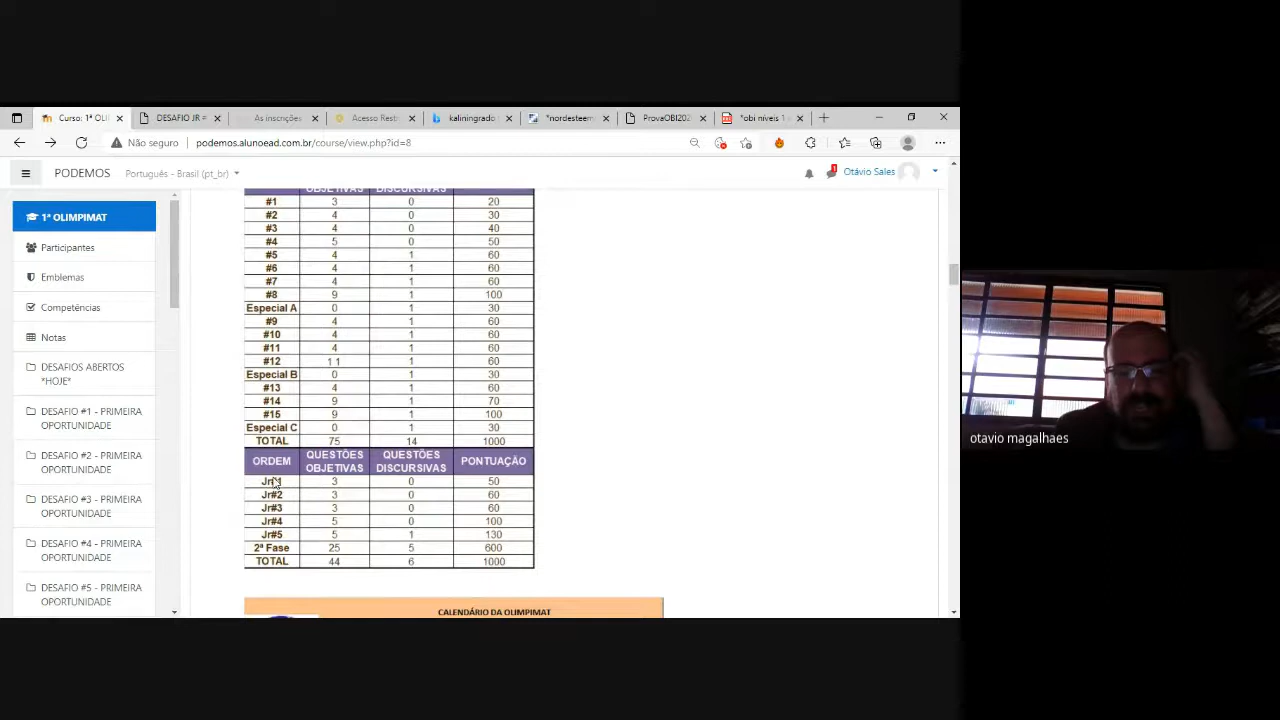 Curso: 1ª OLI
DESAFIO JR #
As inscrições
Acesso Rest
kaliningrado
*nordesteem
ProvaOBI202
*obi niveis 1
Não seguro
podemos.alunoead.com.br/course/view.php?id=8
PODEMOS
Português - Brasil (pt_br)
Otávio Sales
1ª OLIMPIMAT
Participantes
Emblemas
Competências
Notas
DESAFIOS ABERTOS
*HOJE*
DESAFIO #1 - PRIMEIRA
OPORTUNIDADE
DESAFIO #2 - PRIMEIRA
OPORTUNIDADE
DESAFIO #3 - PRIMEIRA
OPORTUNIDADE
DESAFIO #4 - PRIMEIRA
OPORTUNIDADE
DESAFIO #5 - PRIMEIRA
OPORTUNIDADE
OBJETIVAS DISCURSIVAS
#1 3 0 20
#2 4 0 30
#3 4 0 40
#4 5 0 50
#5 4 1 60
#6 4 1 60
#7 4 1 60
#8 9 1 100
Especial A 0 1 30
#9 4 1 60
#10 4 1 60
#11 4 1 60
#12 11 1 60
Especial B 0 1 30
#13 4 1 60
#14 9 1 70
#15 9 1 100
Especial C 0 1 30
TOTAL 75 14 1000
ORDEM QUESTÕES OBJETIVAS QUESTÕES DISCURSIVAS PONTUAÇÃO
Jr#1 3 0 50
Jr#2 3 0 60
Jr#3 3 0 60
Jr#4 5 0 100
Jr#5 5 1 130
2ª Fase 25 5 600
TOTAL 44 6 1000
CALENDÁRIO DA OLIMPIMAT
otavio magalhaes